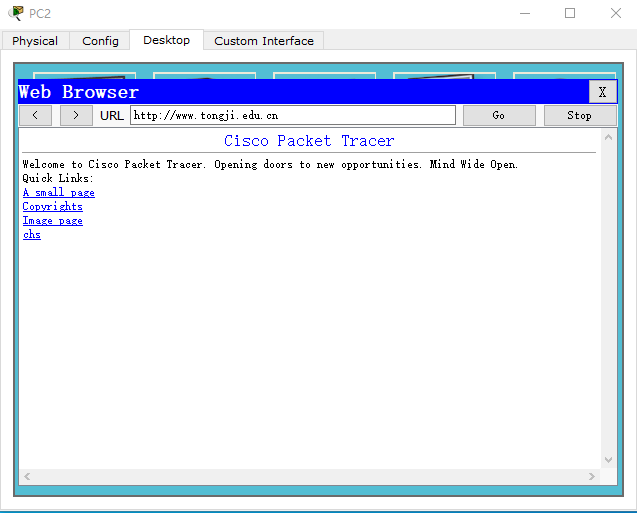 PC2
Physical Config Desktop Custom Interface
Web Browser X
< > URL http://www.tongji.edu.cn Go Stop
Cisco Packet Tracer
Welcome to Cisco Packet Tracer. Opening doors to new opportunities. Mind Wide Open.
Quick Links:
A small page
Copyrights
Image page
chs